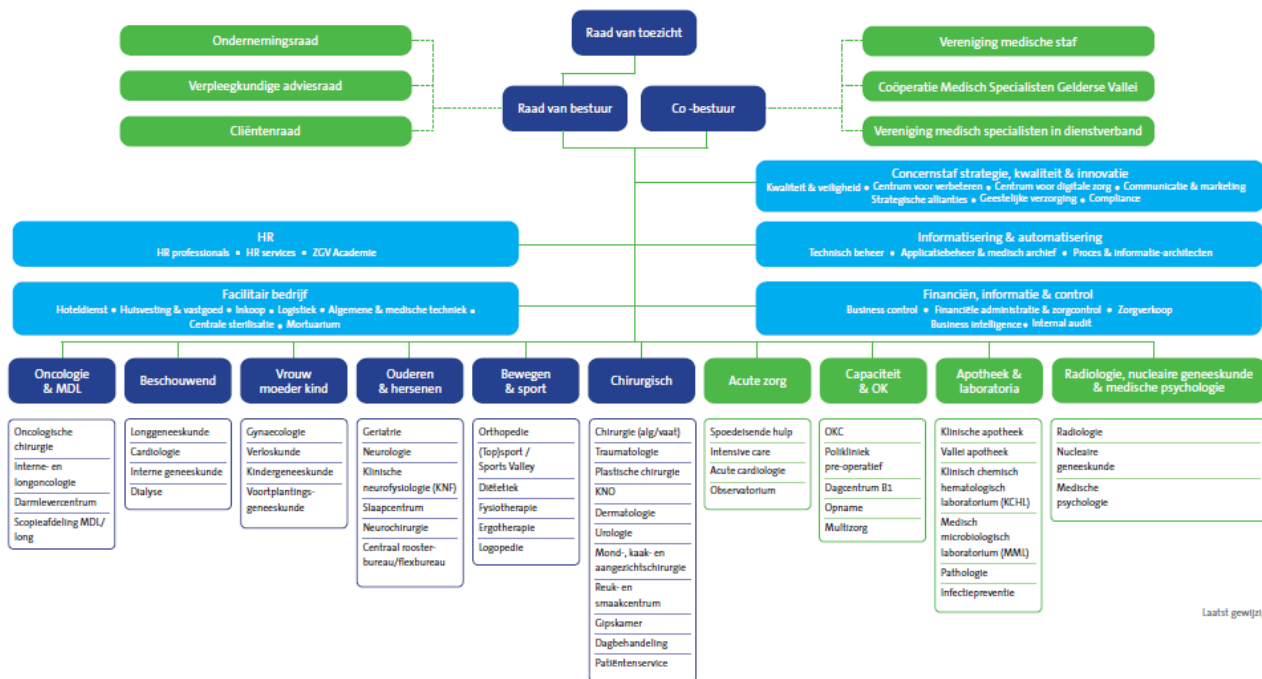 Raad van toezicht
Ondernemingsraad
Verpleegkundige adviesraad
Cliëntenraad
Raad van bestuur
Co -bestuur
Vereniging medische staf
Coöperatie Medisch Specialisten Gelderse Vallei
Vereniging medisch specialisten in dienstverband
Concernstaf strategie, kwaliteit & innovatie
Kwaliteit & veiligheid • Centrum voor verbeteren • Centrum voor digitale zorg • Communicatie & marketing
Strategische allianties • Geestelijke verzorging • Compliance
HR
HR professionals • HR services • ZGV Academie
Informatisering & automatisering
Technisch beheer • Applicatiebeheer & medisch archief • Proces & informatie-architecten
Facilitair bedrijf
Hoteldienst • Huisvesting & vastgoed • Inkoop • Logistiek • Algemene & medische techniek •
Centrale sterilisatie • Mortuarium
Financiën, informatie & control
Business control • Financiële administratie & zorgcontrol • Zorgverkoop
Business intelligence • Internal audit
Oncologie
& MDL
Oncologische
chirurgie
Interne- en
longoncologie
Darmlevercentrum
Scopieafdeling MDL/
long
Beschouwend
Longgeneeskunde
Cardiologie
Interne geneeskunde
Dialyse
Vrouw
moeder kind
Gynaecologie
Verloskunde
Kindergeneeskunde
Voortplantings-
geneeskunde
Ouderen
& hersenen
Geriatrie
Neurologie
Klinische
neurofysiologie (KNF)
Slaapcentrum
Neurochirurgie
Centraal rooster-
bureau/flexbureau
Bewegen
& sport
Orthopedie
(Top)sport /
Sports Valley
Diëtetiek
Fysiotherapie
Ergotherapie
Logopedie
Chirurgisch
Chirurgie (alg/vaat)
Traumatologie
Plastische chirurgie
KNO
Dermatologie
Urologie
Mond-, kaak- en
aangezichtschirurgie
Reuk- en
smaakcentrum
Gipskamer
Dagbehandeling
Patiëntenservice
Acute zorg
Spoedeisende hulp
Intensive care
Acute cardiologie
Observatorium
Capaciteit
& OK
OKC
Polikliniek
pre-operatief
Dagcentrum B1
Opname
Multizorg
Apotheek &
laboratoria
Klinische apotheek
Vallei apotheek
Klinisch chemisch
hematologisch
laboratorium (KCHL)
Medisch
microbiologisch
laboratorium (MML)
Pathologie
Infectiepreventie
Radiologie, nucleaire geneeskunde
& medische psychologie
Radiologie
Nucleaire
geneeskunde
Medische
psychologie
Laatst gewijzig